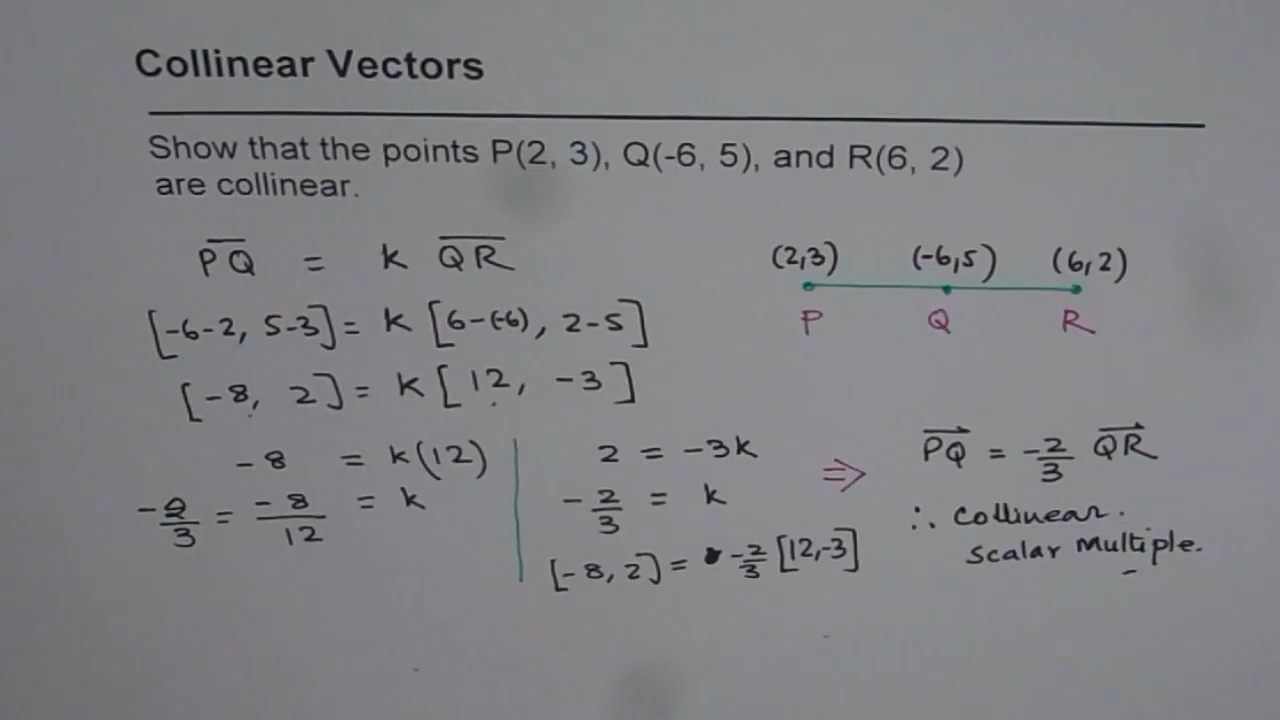 Collinear Vectors
Show that the points P(2, 3), Q(-6, 5), and R(6, 2)
are collinear.
PQ = k QR
[-6-2, 5-3] = k [6-(-6), 2-5]
[-8, 2] = k [12, -3]
-8 = k(12)
-2/3 = -8/12 = k
2 = -3k
-2/3 = k
[-8, 2] = -2/3 [12,-3]
(2,3) (-6,5) (6,2)
P Q R
⇒ PQ = -2/3 QR
∴ Collinear.
Scalar Multiple.